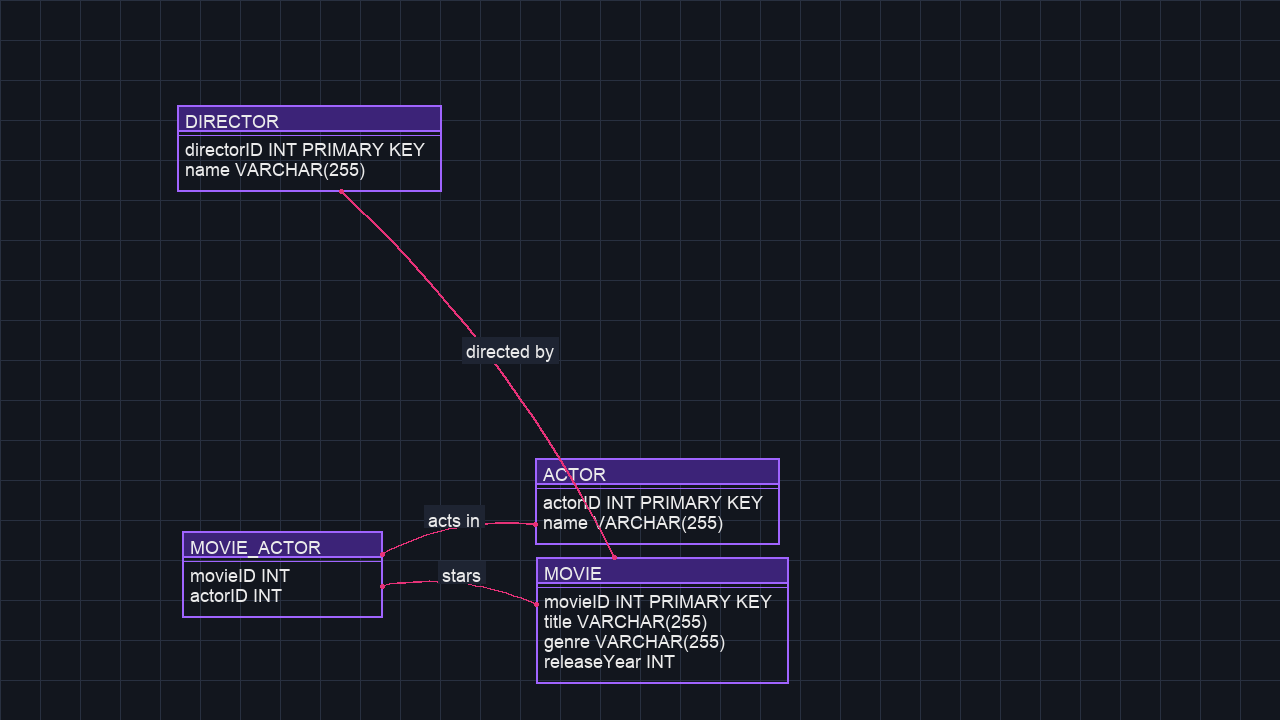 DIRECTOR
directorID INT PRIMARY KEY
name VARCHAR(255)
directed by
ACTOR
actorID INT PRIMARY KEY
name VARCHAR(255)
acts in
MOVIE_ACTOR
movieID INT
actorID INT
stars
MOVIE
movieID INT PRIMARY KEY
title VARCHAR(255)
genre VARCHAR(255)
releaseYear INT